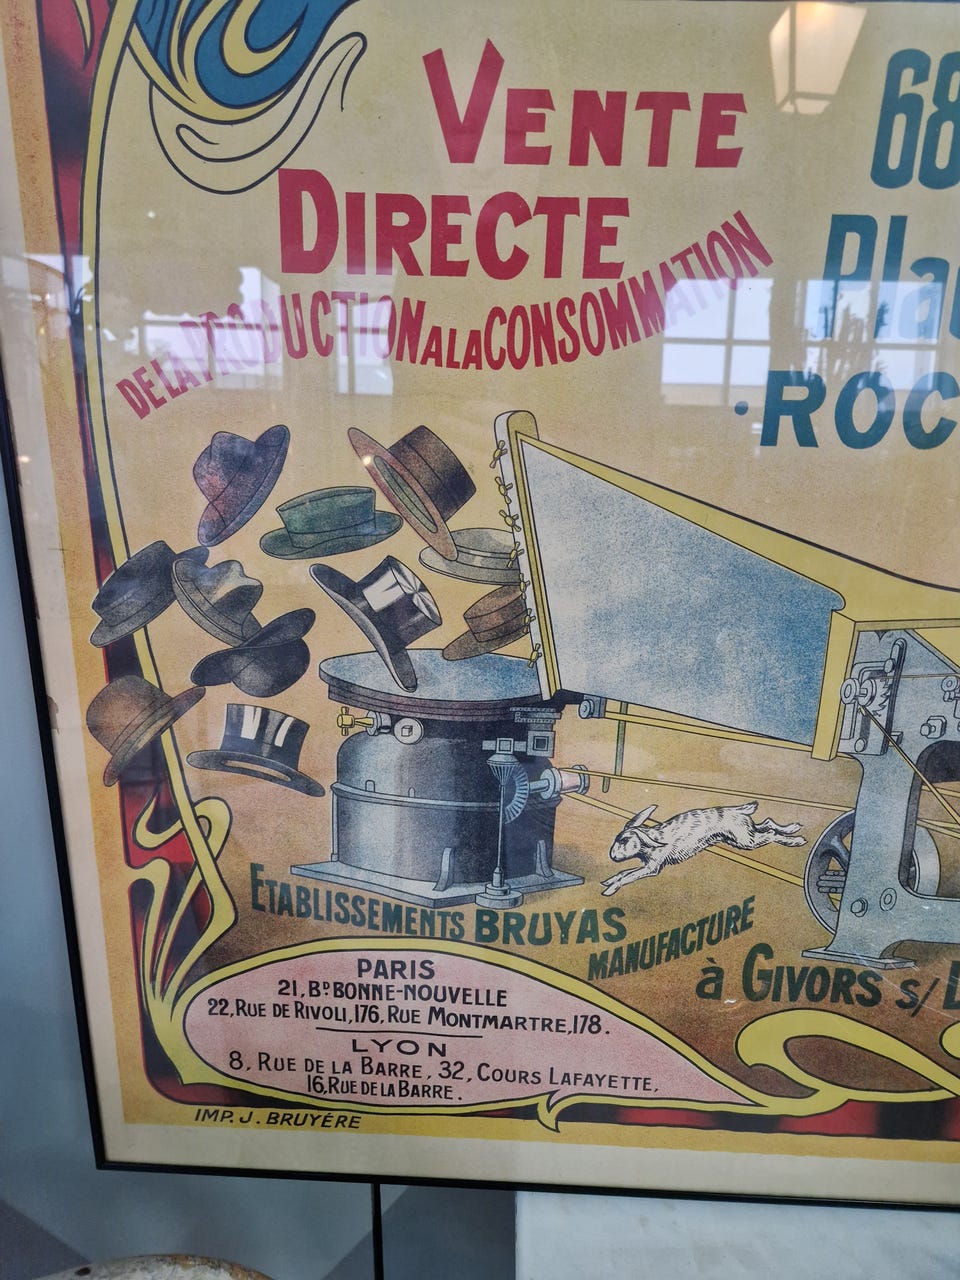 VENTE
DIRECTE
DE LA PRODUCTION A LA CONSOMMATION
68
Pla
·ROC
ETABLISSEMENTS BRUYAS
MANUFACTURE
à GIVORS s/
PARIS
21, Bᴰ BONNE-NOUVELLE
22, RUE DE RIVOLI, 176, RUE MONTMARTRE, 178.
LYON
8, RUE DE LA BARRE, 32, COURS LAFAYETTE,
16, RUE DE LA BARRE.
IMP. J. BRUYÉRE